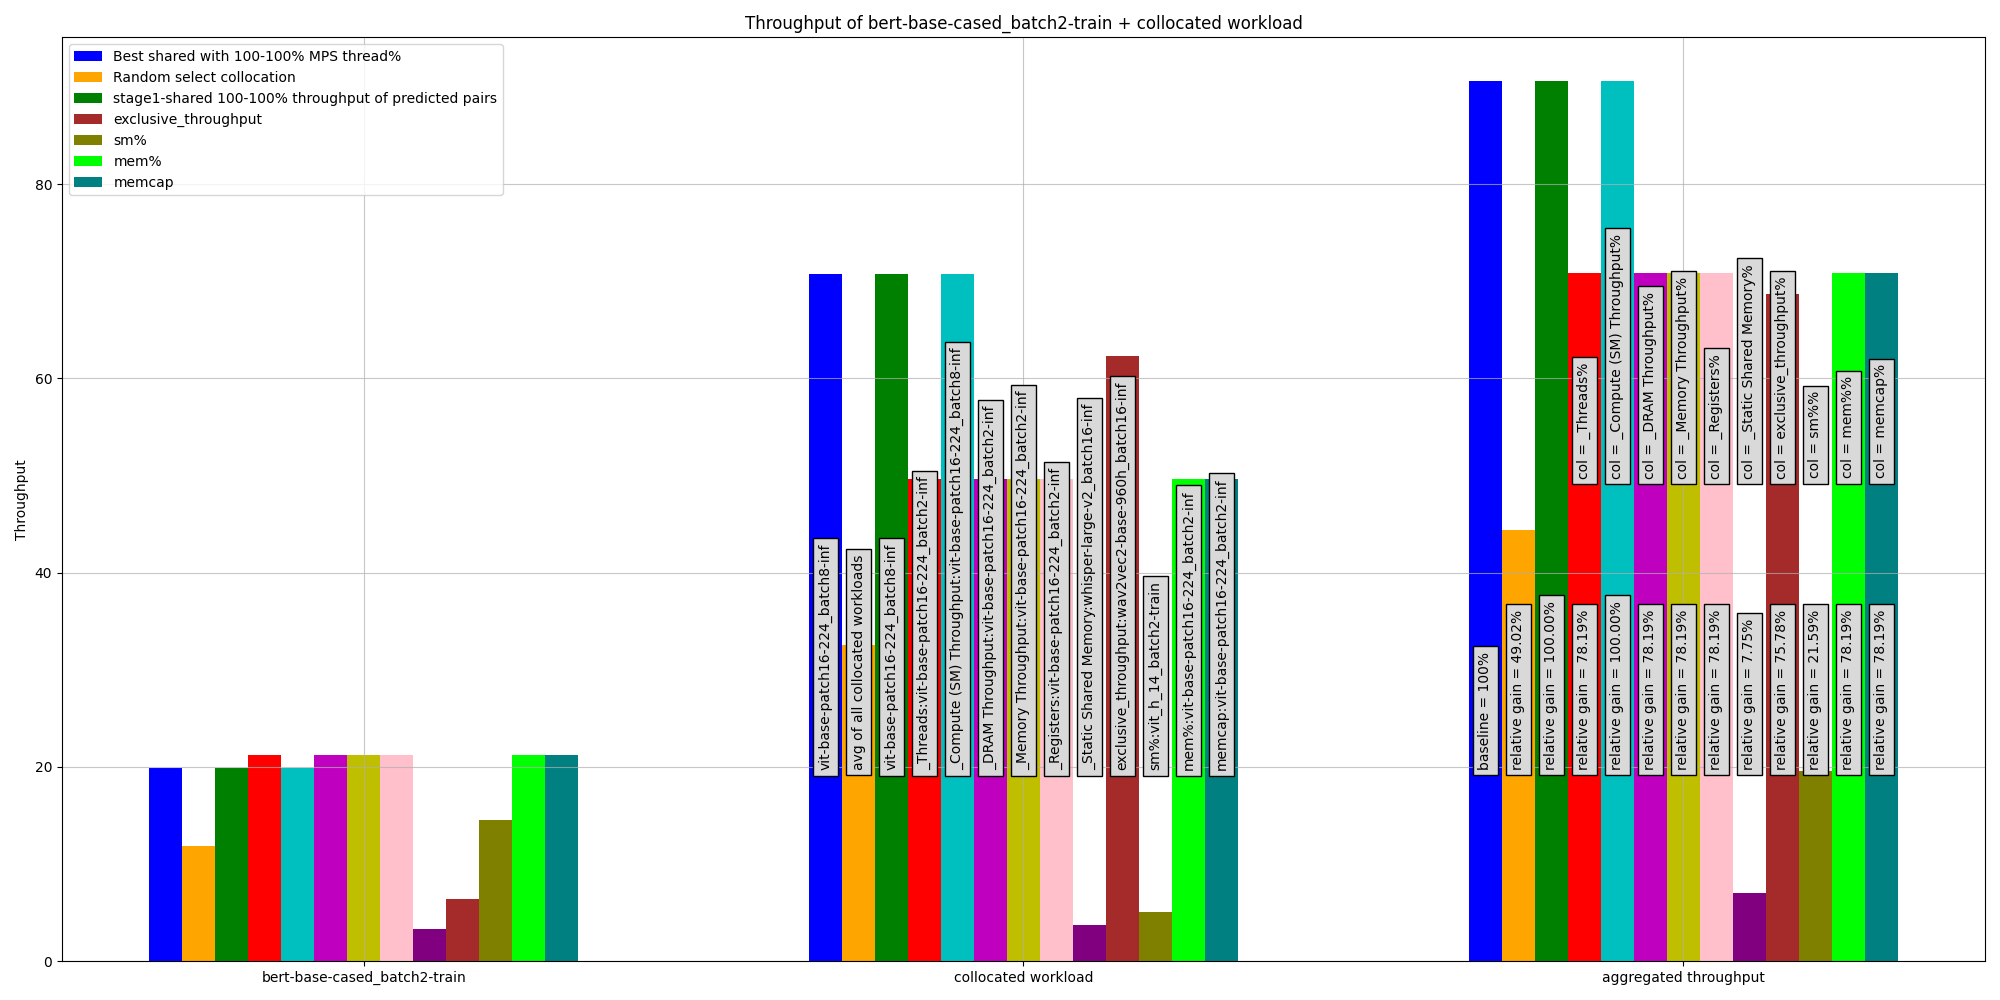 Throughput of bert-base-cased_batch2-train + collocated workload
Best shared with 100-100% MPS thread%
Random select collocation
stage1-shared 100-100% throughput of predicted pairs
exclusive_throughput
sm%
mem%
memcap
Throughput
80
60
40
20
0
vit-base-patch16-224_batch8-inf
avg of all collocated workloads
vit-base-patch16-224_batch8-inf
_Threads:vit-base-patch16-224_batch2-inf
_Compute (SM) Throughput:vit-base-patch16-224_batch8-inf
_DRAM Throughput:vit-base-patch16-224_batch2-inf
_Memory Throughput:vit-base-patch16-224_batch2-inf
_Registers:vit-base-patch16-224_batch2-inf
_Static Shared Memory:whisper-large-v2_batch16-inf
exclusive_throughput:wav2vec2-base-960h_batch16-inf
sm%:vit_h_14_batch2-train
mem%:vit-base-patch16-224_batch2-inf
memcap:vit-base-patch16-224_batch2-inf
col = _Threads%
col = _Compute (SM) Throughput%
col = _DRAM Throughput%
col = _Memory Throughput%
col = _Registers%
col = _Static Shared Memory%
col = exclusive_throughput%
col = sm%%
col = mem%%
col = memcap%
baseline = 100%
relative gain = 49.02%
relative gain = 100.00%
relative gain = 78.19%
relative gain = 100.00%
relative gain = 78.19%
relative gain = 78.19%
relative gain = 78.19%
relative gain = 7.75%
relative gain = 75.78%
relative gain = 21.59%
relative gain = 78.19%
relative gain = 78.19%
bert-base-cased_batch2-train
collocated workload
aggregated throughput